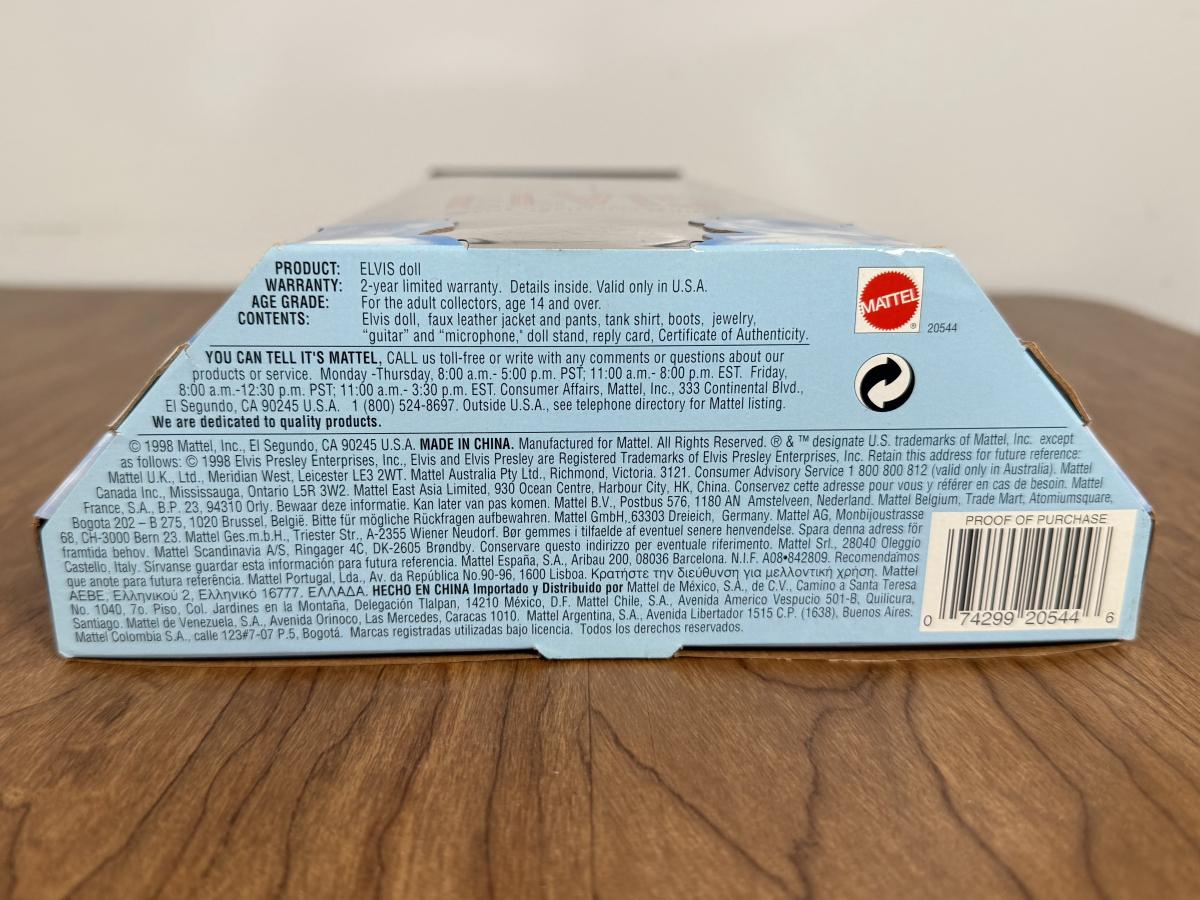 PRODUCT: ELVIS doll
WARRANTY: 2-year limited warranty. Details inside. Valid only in U.S.A.
AGE GRADE: For the adult collectors, age 14 and over.
CONTENTS: Elvis doll, faux leather jacket and pants, tank shirt, boots, jewelry,
"guitar" and "microphone," doll stand, reply card, Certificate of Authenticity.
MATTEL
®
20544
YOU CAN TELL IT'S MATTEL, CALL us toll-free or write with any comments or questions about our
products or service. Monday -Thursday, 8:00 a.m.- 5:00 p.m. PST; 11:00 a.m.- 8:00 p.m. EST. Friday,
8:00 a.m.-12:30 p.m. PST; 11:00 a.m.- 3:30 p.m. EST. Consumer Affairs, Mattel, Inc., 333 Continental Blvd.,
El Segundo, CA 90245 U.S.A. 1 (800) 524-8697. Outside U.S.A., see telephone directory for Mattel listing.
We are dedicated to quality products.
© 1998 Mattel, Inc., El Segundo, CA 90245 U.S.A. MADE IN CHINA. Manufactured for Mattel. All Rights Reserved. ® & ™ designate U.S. trademarks of Mattel, Inc. except
as follows: © 1998 Elvis Presley Enterprises, Inc., Elvis and Elvis Presley are Registered Trademarks of Elvis Presley Enterprises, Inc. Retain this address for future reference:
Mattel U.K., Ltd., Meridian West, Leicester LE3 2WT. Mattel Australia Pty Ltd., Richmond, Victoria. 3121. Consumer Advisory Service 1 800 800 812 (valid only in Australia). Mattel
Canada Inc., Mississauga, Ontario L5R 3W2. Mattel East Asia Limited, 930 Ocean Centre, Harbour City, HK, China. Conservez cette adresse pour vous y référer en cas de besoin. Mattel
France, S.A., B.P. 23, 94310 Orly. Bewaar deze informatie. Kan later van pas komen. Mattel B.V., Postbus 576, 1180 AN Amstelveen, Nederland. Mattel Belgium, Trade Mart, Atomiumsquare,
Bogota 202 – B 275, 1020 Brussel, België. Bitte für mögliche Rückfragen aufbewahren. Mattel GmbH, 63303 Dreieich, Germany. Mattel AG, Monbijoustrasse
68, CH-3000 Bern 23. Mattel Ges.m.b.H., Triester Str., A-2355 Wiener Neudorf. Bør gemmes i tilfaelde af eventuel senere henvendelse. Spara denna adress för
framtida behov. Mattel Scandinavia A/S, Ringager 4C, DK-2605 Brøndby. Conservare questo indirizzo per eventuale riferimento. Mattel Srl., 28040 Oleggio
Castello, Italy. Sírvanse guardar esta información para futura referencia. Mattel España, S.A., Aribau 200, 08036 Barcelona. N.I.F. A08•842809. Recomendamos
que anote para futura referência. Mattel Portugal, Lda., Av. da República No.90-96, 1600 Lisboa. Κρατήστε την διεύθυνση για μελλοντική χρήση. Mattel
AEBE, Ελληνικού 2, Ελληνικό 16777. ΕΛΛΑΔΑ. HECHO EN CHINA Importado y Distribuido por Mattel de México, S.A., de C.V., Camino a Santa Teresa
No. 1040, 7o. Piso, Col. Jardines en la Montaña, Delegación Tlalpan, 14210 México, D.F. Mattel Chile, S.A., Avenida Americo Vespucio 501-B, Quilicura,
Santiago. Mattel de Venezuela, S.A., Avenida Orinoco, Las Mercedes, Caracas 1010. Mattel Argentina, S.A., Avenida Libertador 1515 C.P. (1638), Buenos Aires.
Mattel Colombia S.A., calle 123#7-07 P.5, Bogotá. Marcas registradas utilizadas bajo licencia. Todos los derechos reservados.
PROOF OF PURCHASE
0 74299 20544 6